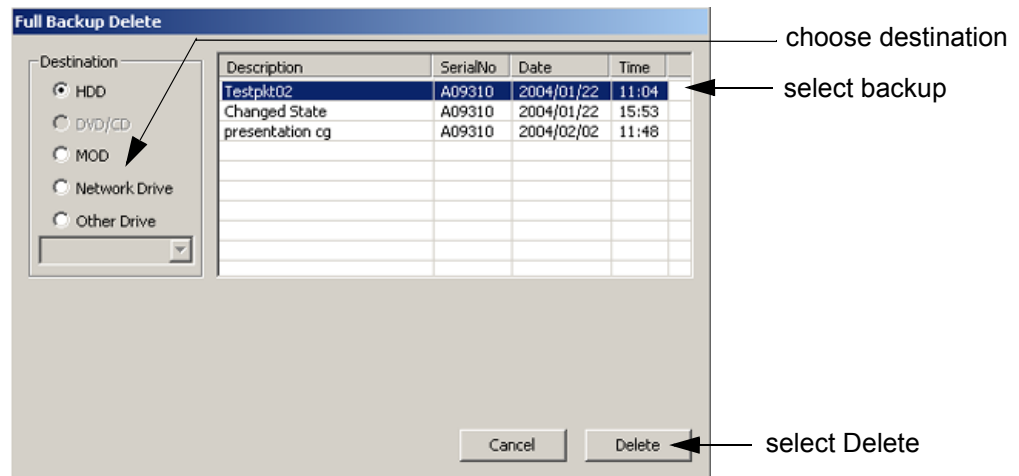 Full Backup Delete
choose destination
Destination
HDD
DVD/CD
MOD
Network Drive
Other Drive
Description SerialNo Date Time
Testpkt02 A09310 2004/01/22 11:04
Changed State A09310 2004/01/22 15:53
presentation cg A09310 2004/02/02 11:48
select backup
Cancel
Delete
select Delete